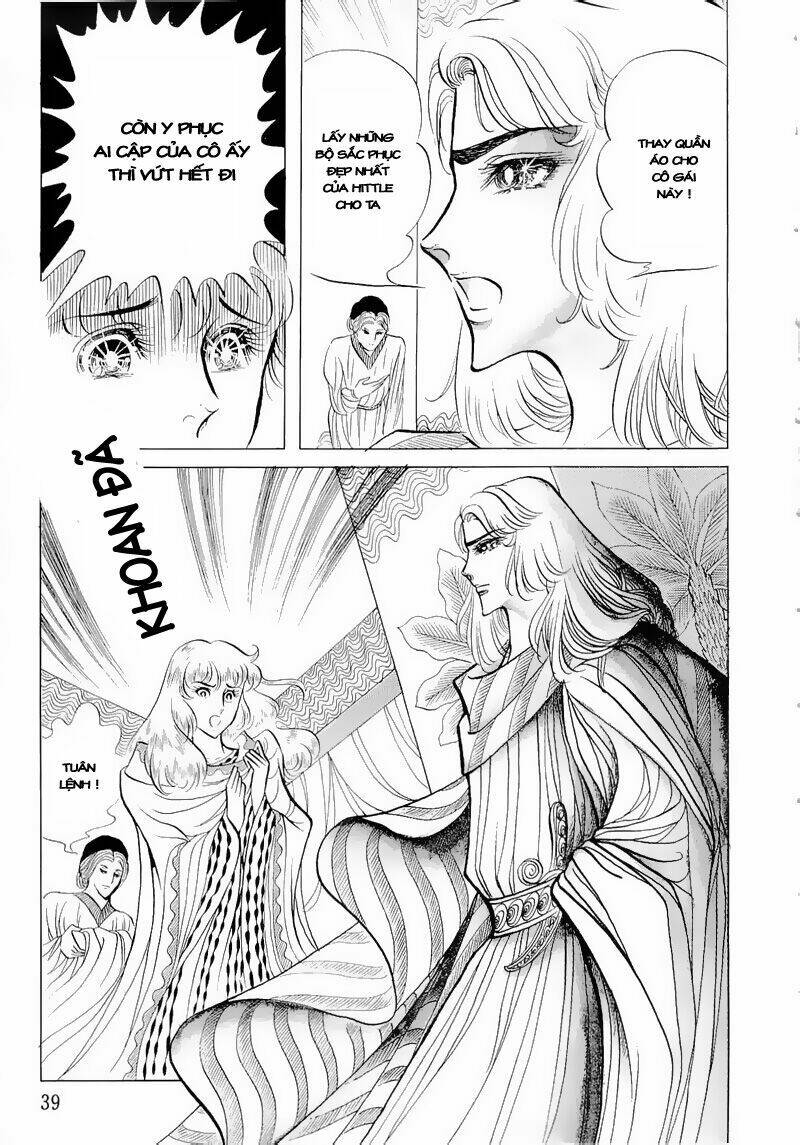 THAY QUẦN
ÁO CHO
CÔ GÁI
NÀY !
LẤY NHỮNG
BỘ SẮC PHỤC
ĐẸP NHẤT
CỦA HITTLE
CHO TA
CÒN Y PHỤC
AI CẬP CỦA CÔ ẤY
THÌ VỨT HẾT ĐI
KHOAN ĐÃ
TUÂN
LỆNH !
39